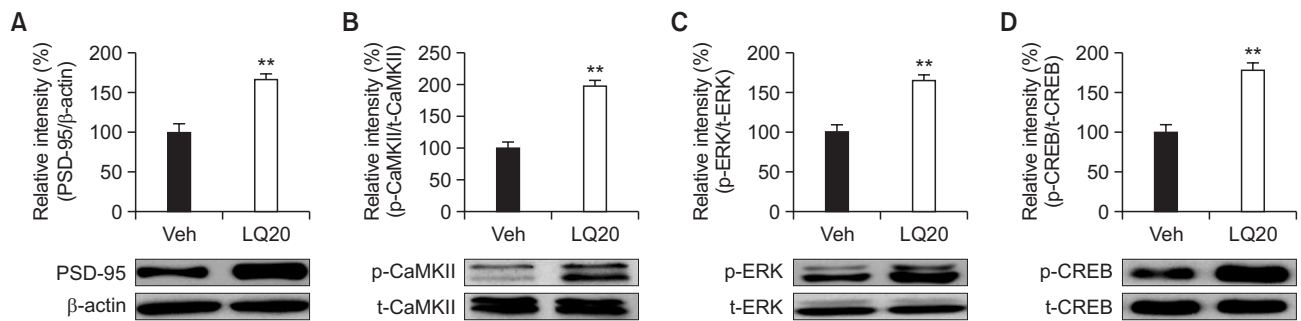 A
Relative intensity (%)
(PSD-95/β-actin)
200
150
100
50
0
**
Veh
LQ20
PSD-95
β-actin
B
Relative intensity (%)
(p-CaMKII/t-CaMKII)
250
200
150
100
50
0
**
Veh
LQ20
p-CaMKII
t-CaMKII
C
Relative intensity (%)
(p-ERK/t-ERK)
200
150
100
50
0
**
Veh
LQ20
p-ERK
t-ERK
D
Relative intensity (%)
(p-CREB/t-CREB)
200
150
100
50
0
**
Veh
LQ20
p-CREB
t-CREB